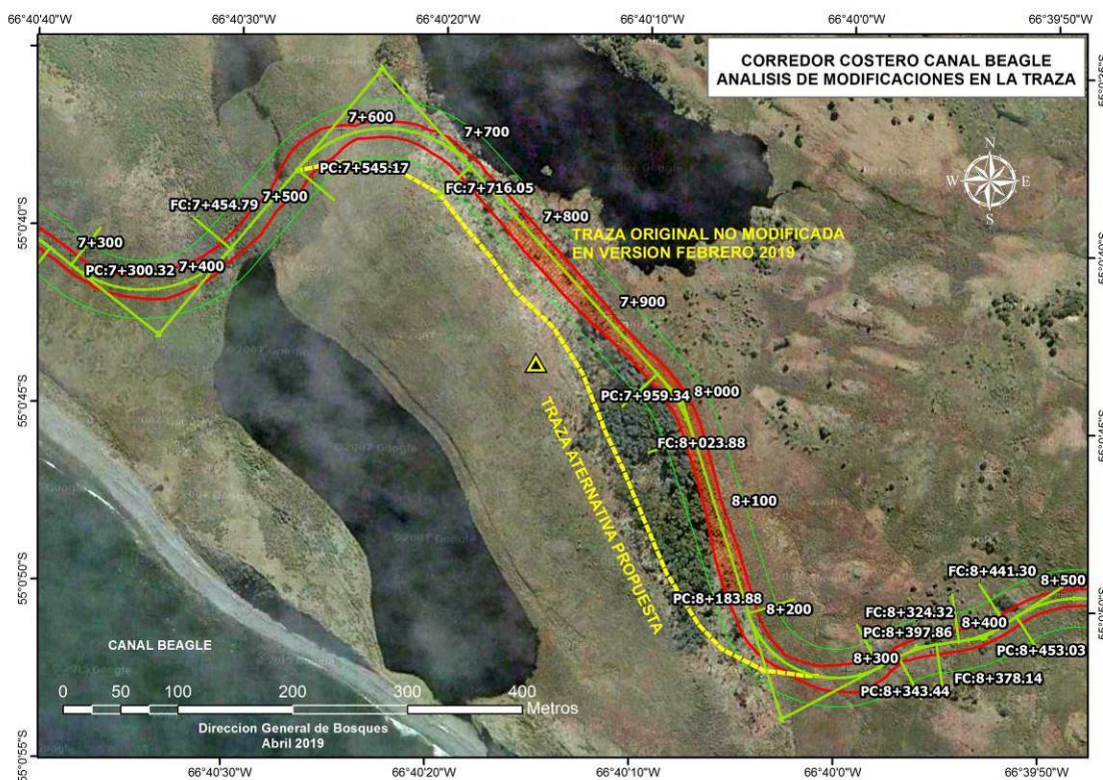 66°40'40"W 66°40'30"W 66°40'20"W 66°40'10"W 66°40'0"W 66°39'50"W
CORREDOR COSTERO CANAL BEAGLE
ANALISIS DE MODIFICACIONES EN LA TRAZA
N
W E
S
7+600
7+700
PC:7+545.17
FC:7+716.05
7+500
FC:7+454.79
7+800
55°0'40"S
TRAZA ORIGINAL NO MODIFICADA
EN VERSION FEBRERO 2019
55°0'40"S
7+300
PC:7+300.32
7+400
7+900
PC:7+959.34
8+000
55°0'45"S
TRAZA ATERNATIVA PROPUESTA
FC:8+023.88
8+100
55°0'50"S
PC:8+183.88
8+200
FC:8+441.30
8+500
FC:8+324.32
8+400
PC:8+397.86
8+300
PC:8+453.03
FC:8+378.14
PC:8+343.44
CANAL BEAGLE
0 50 100 200 300 400
Metros
Direccion General de Bosques
Abril 2019
55°0'55"S
66°40'30"W 66°40'20"W 66°40'10"W 66°40'0"W 66°39'50"W